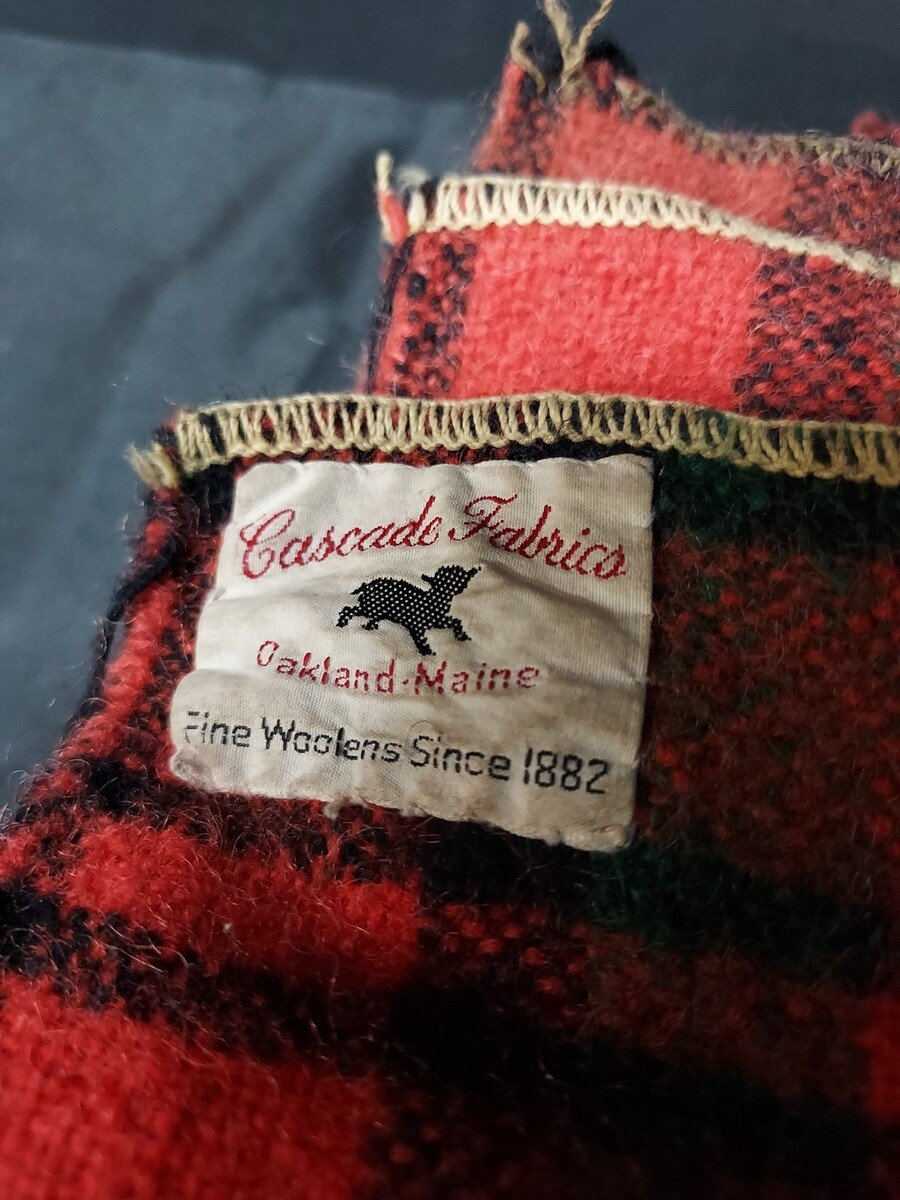 Cascade Fabrics
Oakland-Maine
Fine Woolens Since 1882